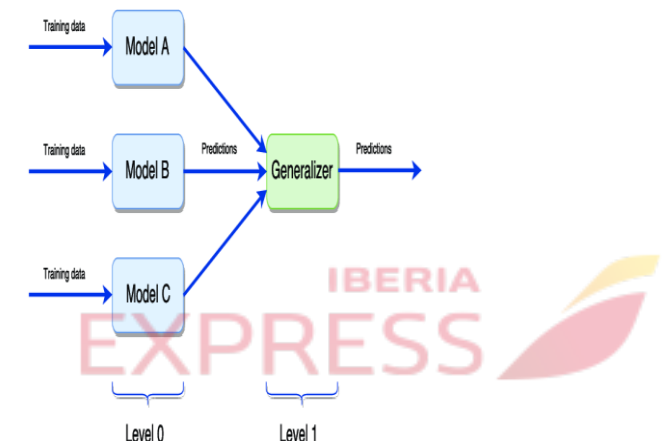 Training data
Model A
Training data
Model B
Predictions
Generalizer
Predictions
Training data
Model C
IBERIA
EXPRESS
Level 0
Level 1